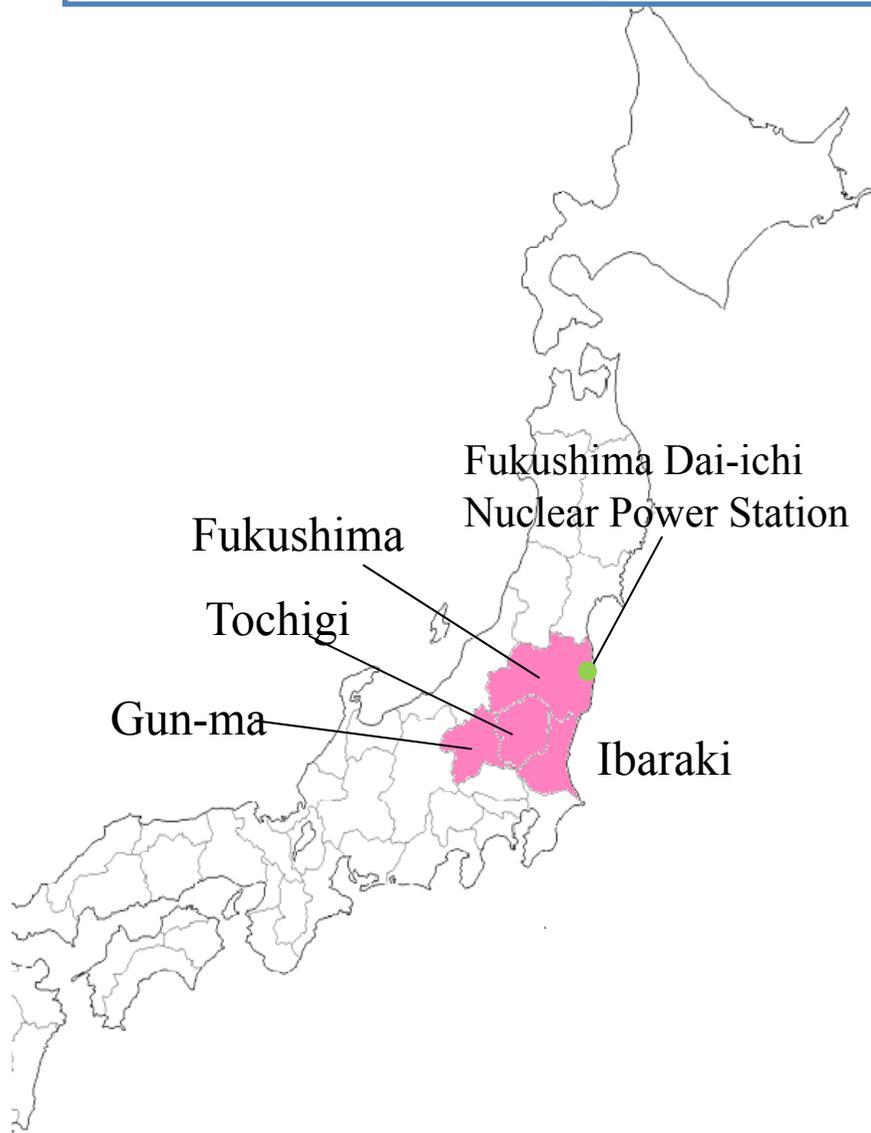 Fukushima Dai-ichi
Nuclear Power Station
Fukushima
Tochigi
Gun-ma
Ibaraki